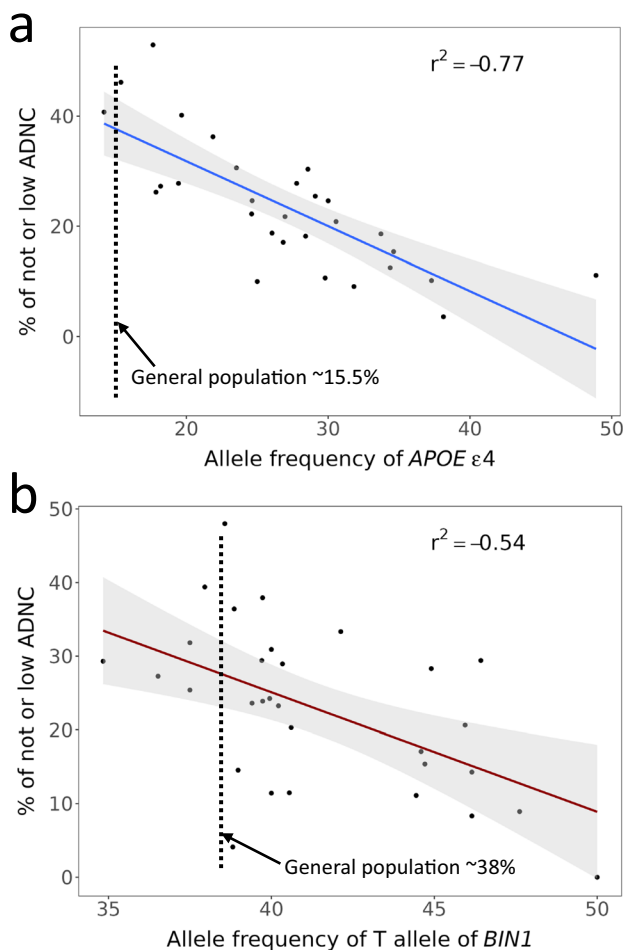 a
r² = –0.77
% of not or low ADNC
40
20
0
General population ~15.5%
20 30 40 50
Allele frequency of APOE ε4
b
r² = –0.54
% of not or low ADNC
50
40
30
20
10
0
General population ~38%
35 40 45 50
Allele frequency of T allele of BIN1